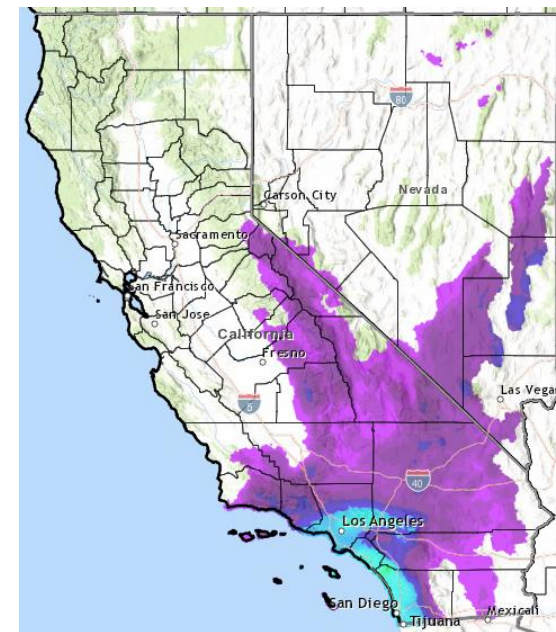 80
Carson City
Nevada
Sacramento
San Francisco
San Jose
California
Fresno
5
Las Vega
40
Los Angeles
San Diego
Mexicali
Tijuana